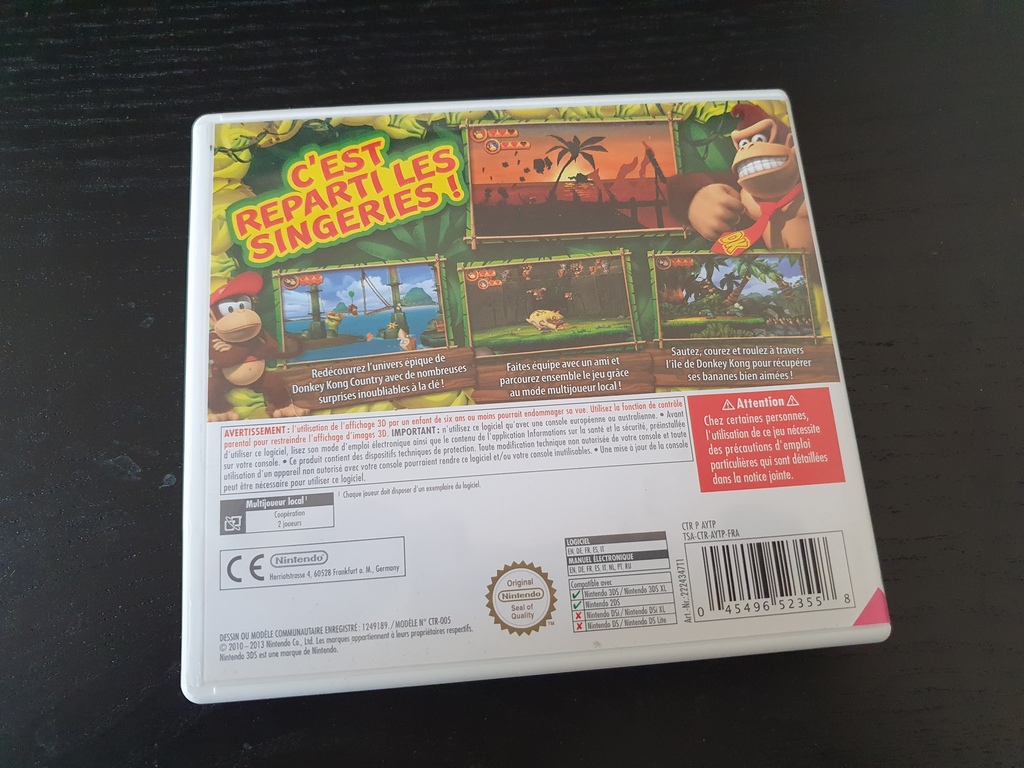 C'EST
REPARTI LES
SINGERIES !
DK
Redécouvrez l'univers épique de
Donkey Kong Country avec de nombreuses
surprises inoubliables à la clé !
Faites équipe avec un ami et
parcourez ensemble le jeu grâce
au mode multijoueur local !
Sautez, courez et roulez à travers
l'île de Donkey Kong pour récupérer
ses bananes bien aimées !
AVERTISSEMENT : l'utilisation de l'affichage 3D par un enfant de six ans ou moins pourrait endommager sa vue. Utilisez la fonction de contrôle
parental pour restreindre l'affichage d'images 3D. IMPORTANT : n'utilisez ce logiciel qu'avec une console européenne ou australienne. • Avant
d'utiliser ce logiciel, lisez son mode d'emploi électronique ainsi que le contenu de l'application Informations sur la santé et la sécurité, préinstallée
sur votre console. • Ce produit contient des dispositifs techniques de protection. Toute modification technique non autorisée de votre console et toute
utilisation d'un appareil non autorisé avec votre console pourraient rendre ce logiciel et/ou votre console inutilisables. • Une mise à jour de la console
peut être nécessaire pour utiliser ce logiciel.
Attention
Chez certaines personnes,
l'utilisation de ce jeu nécessite
des précautions d'emploi
particulières qui sont détaillées
dans la notice jointe.
Multijoueur local ¹
Coopération
2 joueurs
¹ Chaque joueur doit disposer d'un exemplaire du logiciel.
CE Nintendo
Herriotstrasse 4, 60528 Frankfurt a. M., Germany
Original
Nintendo
Seal of
Quality
TM
LOGICIEL
EN, DE, FR, ES, IT
MANUEL ÉLECTRONIQUE
EN, DE, FR, ES, IT, NL, PT, RU
Compatible avec
Nintendo 3DS / Nintendo 3DS XL
Nintendo 2DS
Nintendo DSi / Nintendo DSi XL
Nintendo DS / Nintendo DS Lite
Art.-Nr.: 222434711
CTR P AYTP
TSA-CTR-AYTP-FRA
0 45496 52355 8
DESSIN OU MODÈLE COMMUNAUTAIRE ENREGISTRÉ : 1249189. / MODÈLE N° CTR-005
© 2010 – 2013 Nintendo Co., Ltd. Les marques appartiennent à leurs propriétaires respectifs.
Nintendo 3DS est une marque de Nintendo.